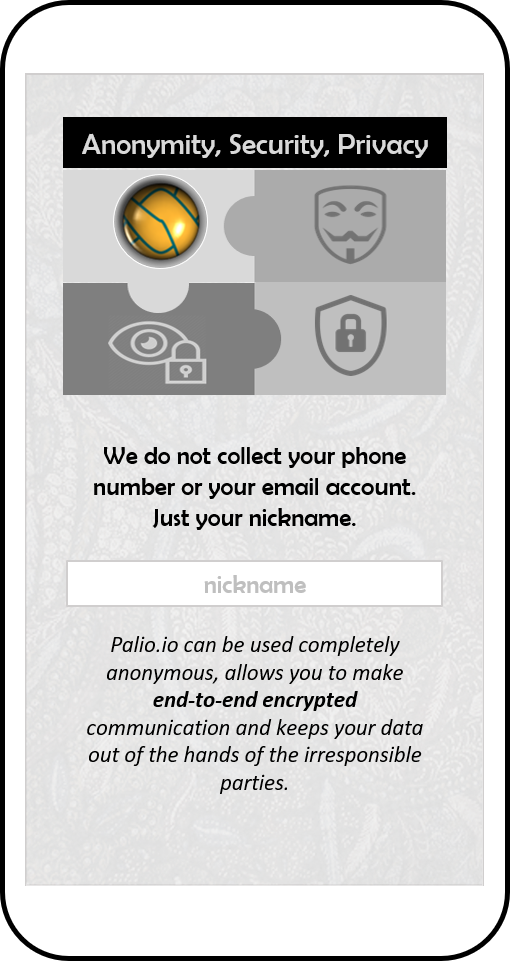 Anonymity, Security, Privacy
We do not collect your phone
number or your email account.
Just your nickname.
nickname
Palio.io can be used completely
anonymous, allows you to make
end-to-end encrypted
communication and keeps your data
out of the hands of the irresponsible
parties.